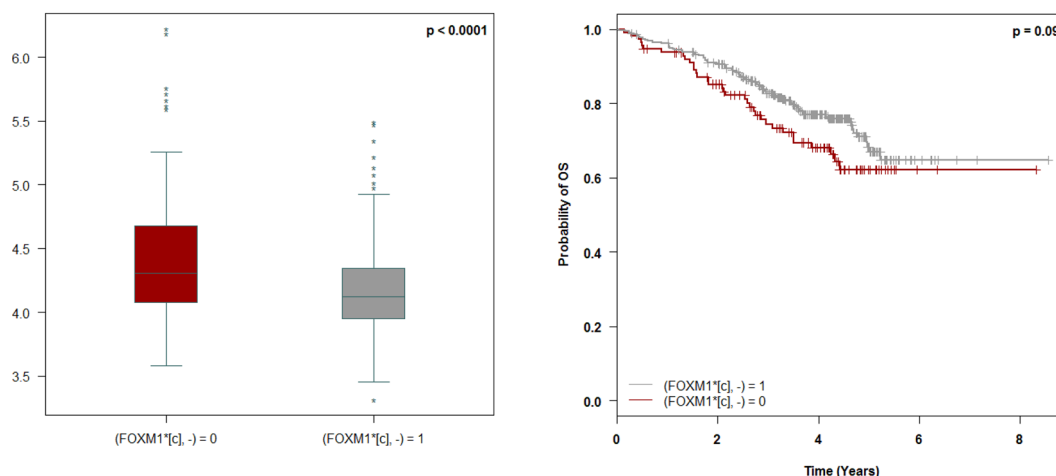 p < 0.0001
6.0
5.5
5.0
4.5
4.0
3.5
(FOXM1*[c], -) = 0
(FOXM1*[c], -) = 1
p = 0.09
1.0
0.8
0.6
0.4
0.2
0.0
Probability of OS
(FOXM1*[c], -) = 1
(FOXM1*[c], -) = 0
0 2 4 6 8
Time (Years)